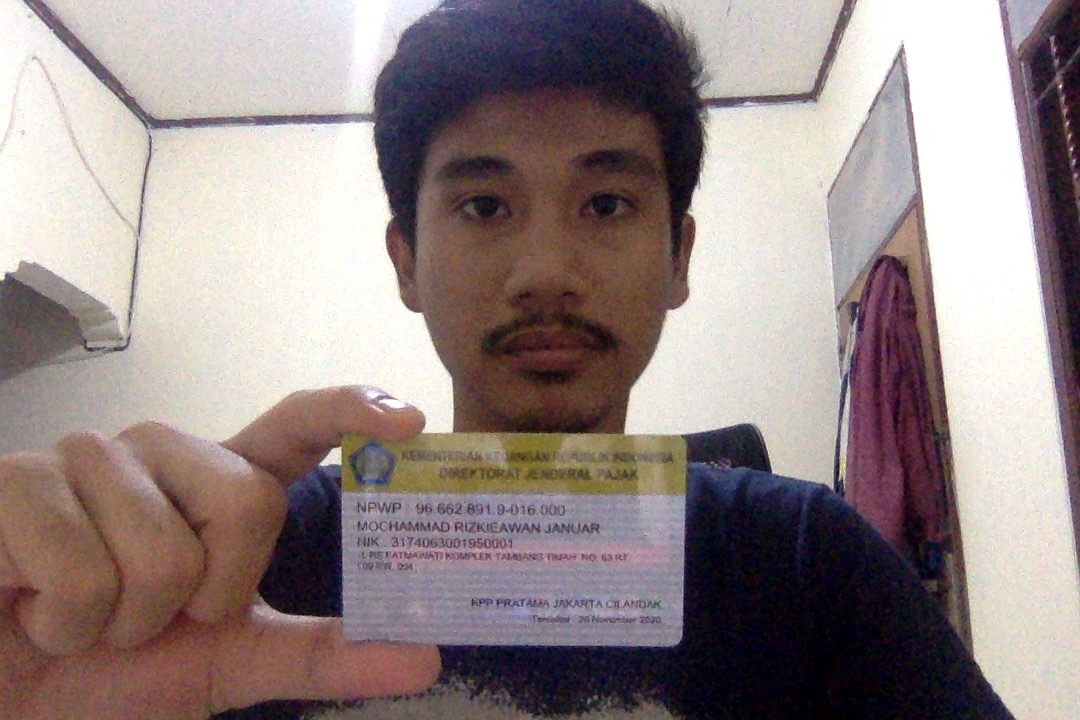 KEMENTERIAN KEUANGAN REPUBLIK INDONESIA
DIREKTORAT JENDERAL PAJAK
NPWP : 96.662.891.9-016.000
MOCHAMMAD RIZKIEAWAN JANUAR
NIK : 3174063001950001
RS FATMAWATI KOMPLEK TAMBANG TIMAH NO. 63 RT
009 RW. 004
KPP PRATAMA JAKARTA CILANDAK
Terdaftar : 26 November 2020